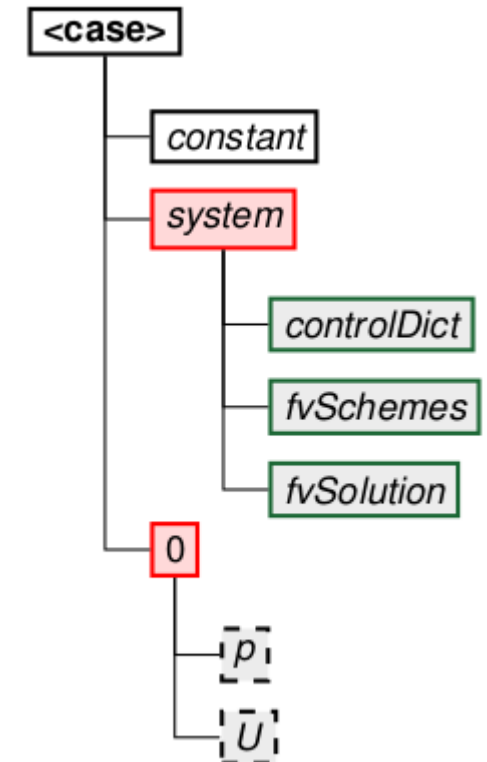 <case>
constant
system
controlDict
fvSchemes
fvSolution
0
p
U